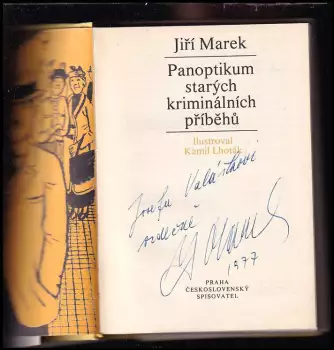 Jiří Marek
Panoptikum
starých
kriminálních
příběhů
Ilustroval
Kamil Lhoták
Josefu Valáškovi
srdečně
1977
PRAHA
ČESKOSLOVENSKÝ
SPISOVATEL